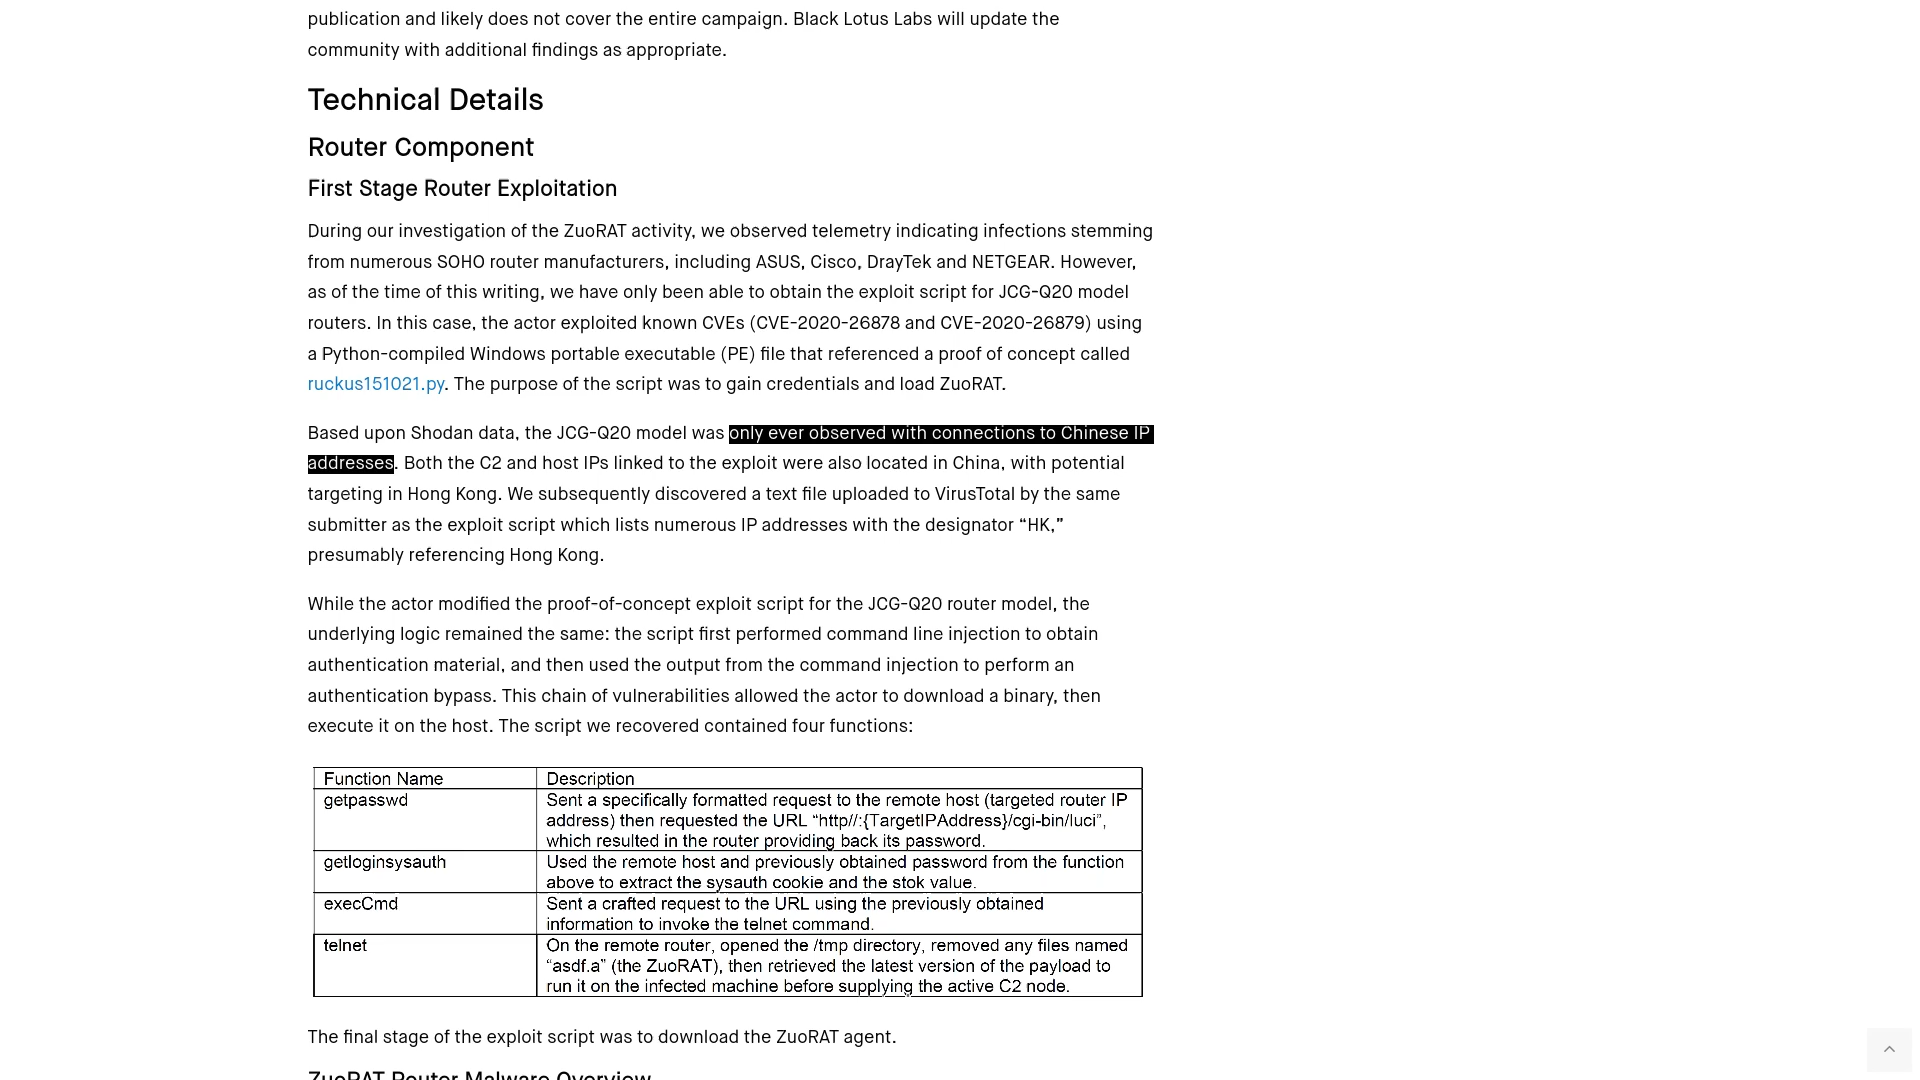 publication and likely does not cover the entire campaign. Black Lotus Labs will update the
community with additional findings as appropriate.
Technical Details
Router Component
First Stage Router Exploitation
During our investigation of the ZuoRAT activity, we observed telemetry indicating infections stemming
from numerous SOHO router manufacturers, including ASUS, Cisco, DrayTek and NETGEAR. However,
as of the time of this writing, we have only been able to obtain the exploit script for JCG-Q20 model
routers. In this case, the actor exploited known CVEs (CVE-2020-26878 and CVE-2020-26879) using
a Python-compiled Windows portable executable (PE) file that referenced a proof of concept called
ruckus151021.py. The purpose of the script was to gain credentials and load ZuoRAT.
Based upon Shodan data, the JCG-Q20 model was only ever observed with connections to Chinese IP
addresses. Both the C2 and host IPs linked to the exploit were also located in China, with potential
targeting in Hong Kong. We subsequently discovered a text file uploaded to VirusTotal by the same
submitter as the exploit script which lists numerous IP addresses with the designator “HK,”
presumably referencing Hong Kong.
While the actor modified the proof-of-concept exploit script for the JCG-Q20 router model, the
underlying logic remained the same: the script first performed command line injection to obtain
authentication material, and then used the output from the command injection to perform an
authentication bypass. This chain of vulnerabilities allowed the actor to download a binary, then
execute it on the host. The script we recovered contained four functions:
Function Name Description
getpasswd Sent a specifically formatted request to the remote host (targeted router IP
address) then requested the URL “http//:{TargetIPAddress}/cgi-bin/luci”,
which resulted in the router providing back its password.
getloginsysauth Used the remote host and previously obtained password from the function
above to extract the sysauth cookie and the stok value.
execCmd Sent a crafted request to the URL using the previously obtained
information to invoke the telnet command.
telnet On the remote router, opened the /tmp directory, removed any files named
“asdf.a” (the ZuoRAT), then retrieved the latest version of the payload to
run it on the infected machine before supplying the active C2 node.
The final stage of the exploit script was to download the ZuoRAT agent.
ZuoRAT Router Malware Overview